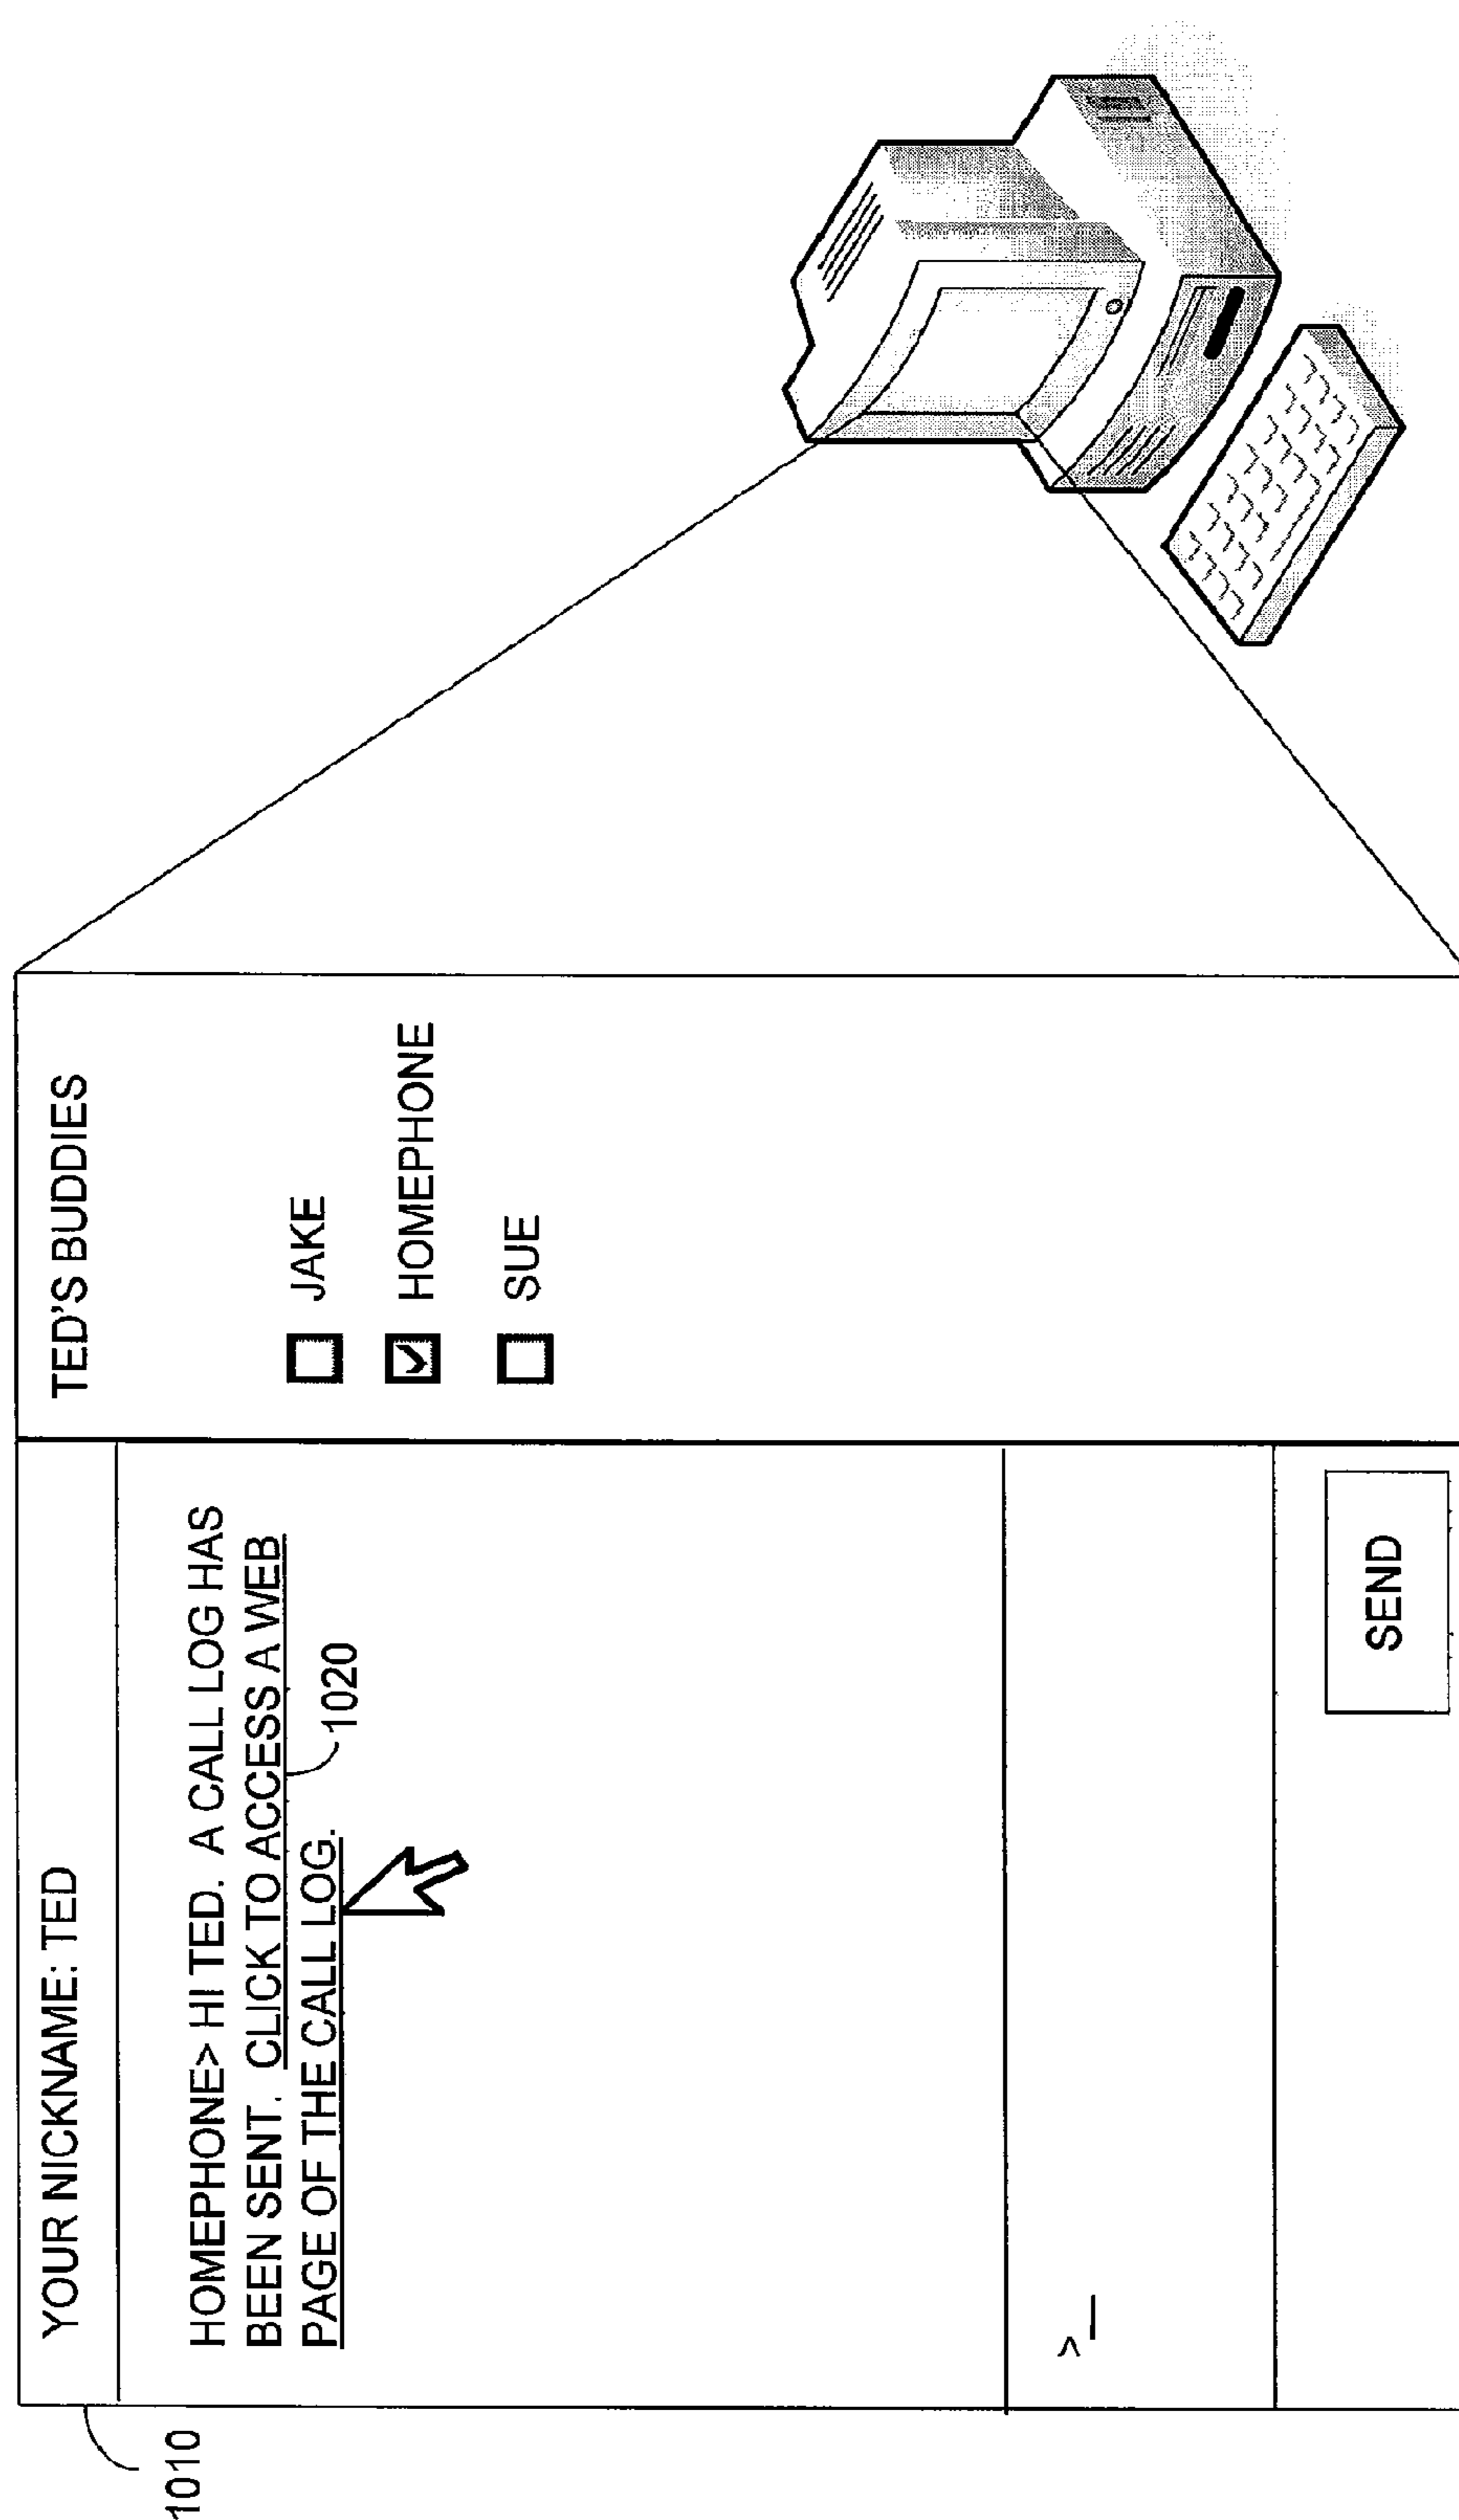 YOUR NICKNAME: TED
HOMEPHONE> HI TED. A CALL LOG HAS
BEEN SENT. CLICK TO ACCESS A WEB
PAGE OF THE CALL LOG.
1020
>_
SEND
TED'S BUDDIES
JAKE
HOMEPHONE
SUE
1010